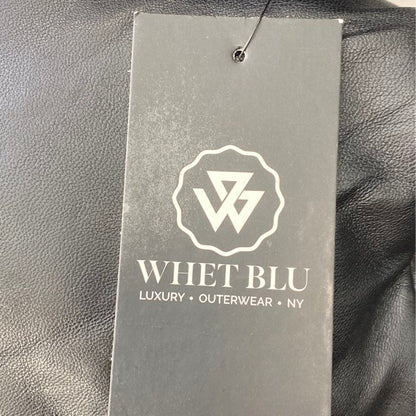 WHET BLU
LUXURY • OUTERWEAR • NY